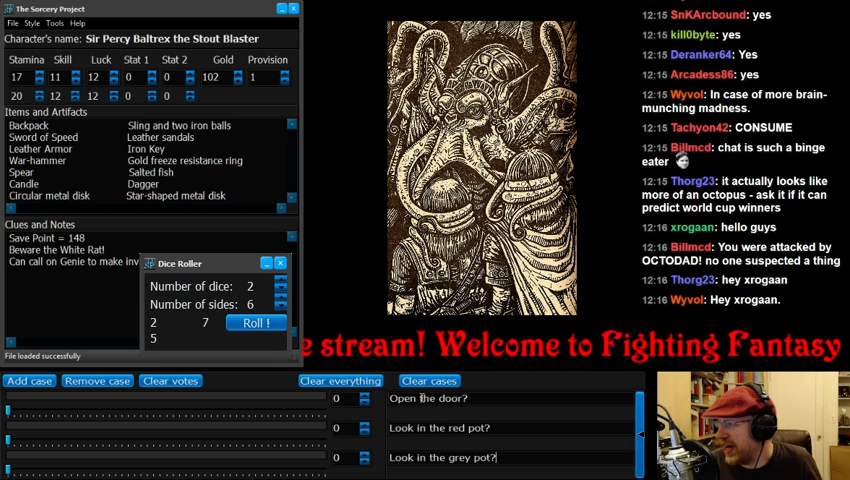 The Sorcery Project
File Style Tools Help
Character's name: Sir Percy Baltrex the Stout Blaster
Stamina Skill Luck Stat 1 Stat 2 Gold Provision
17 11 12 0 0 102 1
20 12 12 0 0
Items and Artifacts
Backpack Sling and two iron balls
Sword of Speed Leather sandals
Leather Armor Iron Key
War-hammer Gold freeze resistance ring
Spear Salted fish
Candle Dagger
Circular metal disk Star-shaped metal disk
Clues and Notes
Save Point = 148
Beware the White Rat!
Can call on Genie to make inv
File loaded successfully
Dice Roller
Number of dice: 2
Number of sides: 6
2 7 Roll !
5
12:15 SnKArcbound: yes
12:15 kill0byte: yes
12:15 Deranker64: Yes
12:15 Arcadess86: yes
12:15 Wyvol: In case of more brain-
munching madness.
12:15 Tachyon42: CONSUME
12:15 Billmcd: chat is such a binge
eater
12:15 Thorg23: it actually looks like
more of an octopus - ask it if it can
predict world cup winners
12:16 xrogaan: hello guys
12:16 Billmcd: You were attacked by
OCTODAD! no one suspected a thing
12:16 Thorg23: hey xrogaan
12:16 Wyvol: Hey xrogaan.
e stream! Welcome to Fighting Fantasy
Add case Remove case Clear votes Clear everything Clear cases
0 Open the door?
0 Look in the red pot?
0 Look in the grey pot?